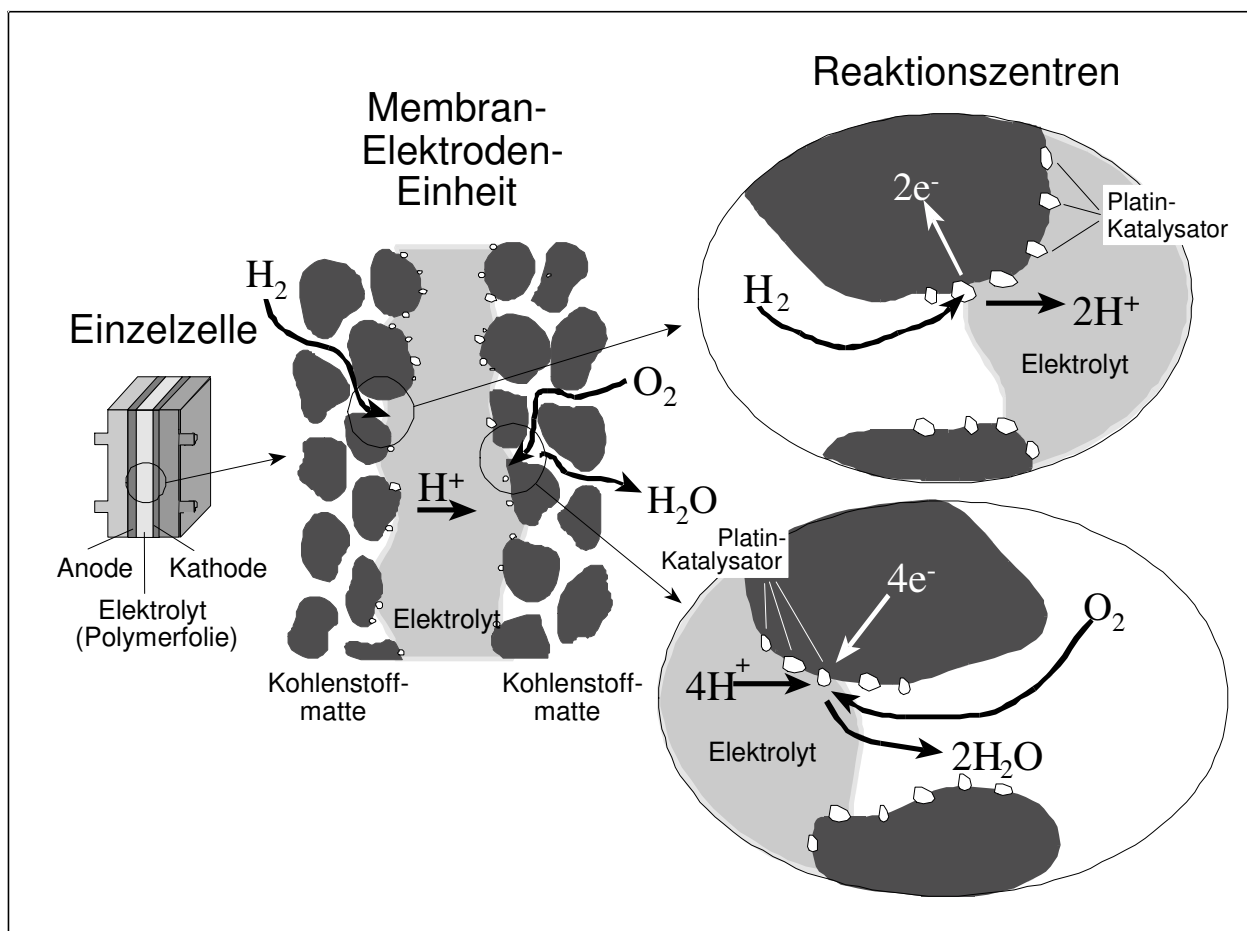 Reaktionszentren
Membran-
Elektroden-
Einheit
Einzelzelle
H2
O2
H+
H2O
Elektrolyt
Anode
Kathode
Elektrolyt
(Polymerfolie)
Kohlenstoff-
matte
Kohlenstoff-
matte
2e-
Platin-
Katalysator
H2
2H+
Elektrolyt
Platin-
Katalysator
4e-
O2
4H+
Elektrolyt
2H2O